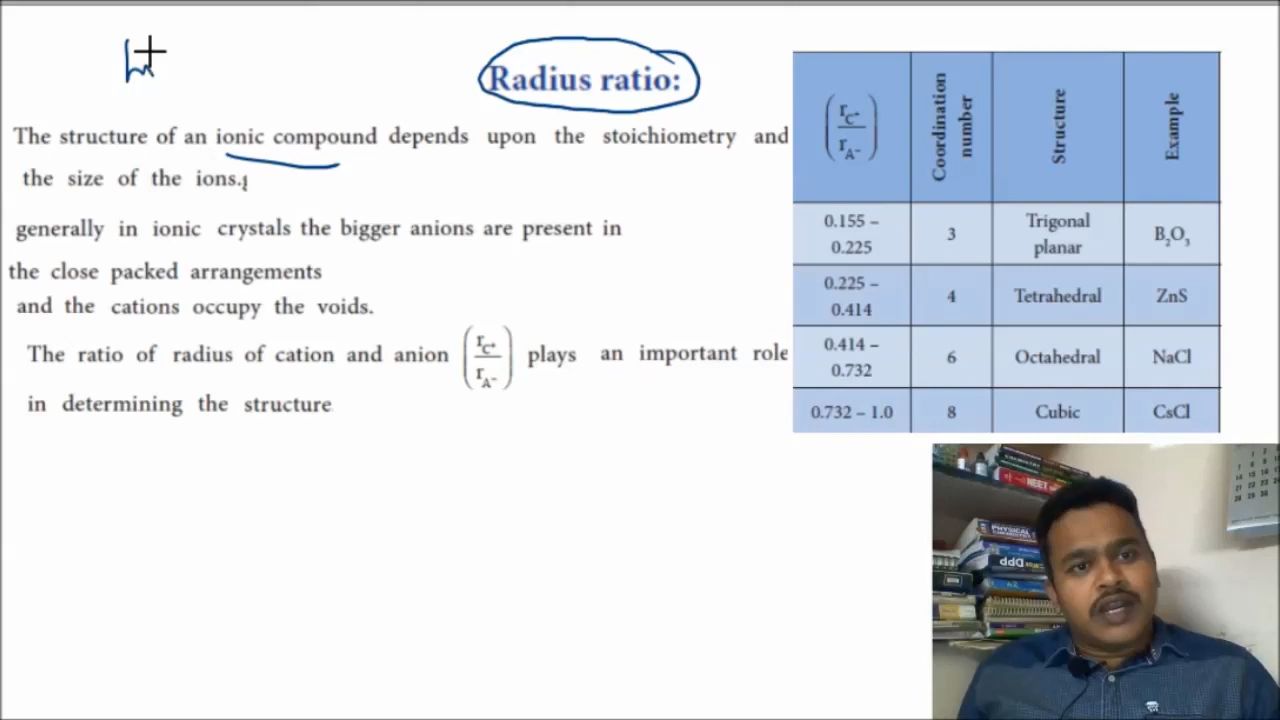 Radius ratio:
The structure of an ionic compound depends upon the stoichiometry and
the size of the ions.
generally in ionic crystals the bigger anions are present in
the close packed arrangements
and the cations occupy the voids.
The ratio of radius of cation and anion (rC+/rA−) plays an important role
in determining the structure
(rC+/rA−) Coordination number Structure Example
0.155 – 0.225 3 Trigonal planar B₂O₃
0.225 – 0.414 4 Tetrahedral ZnS
0.414 – 0.732 6 Octahedral NaCl
0.732 – 1.0 8 Cubic CsCl
NEET
PHYSICAL
DPP